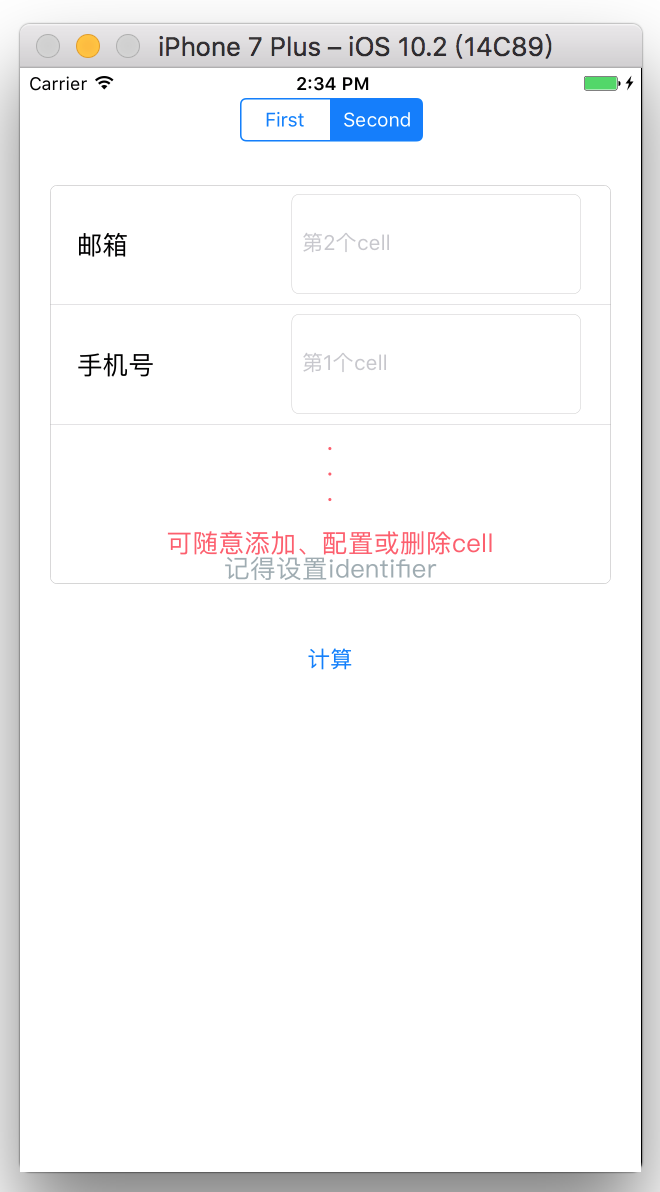 iPhone 7 Plus – iOS 10.2 (14C89)
Carrier 2:34 PM
First Second
邮箱 第2个cell
手机号 第1个cell
.
.
.
可随意添加、配置或删除cell
记得设置identifier
计算